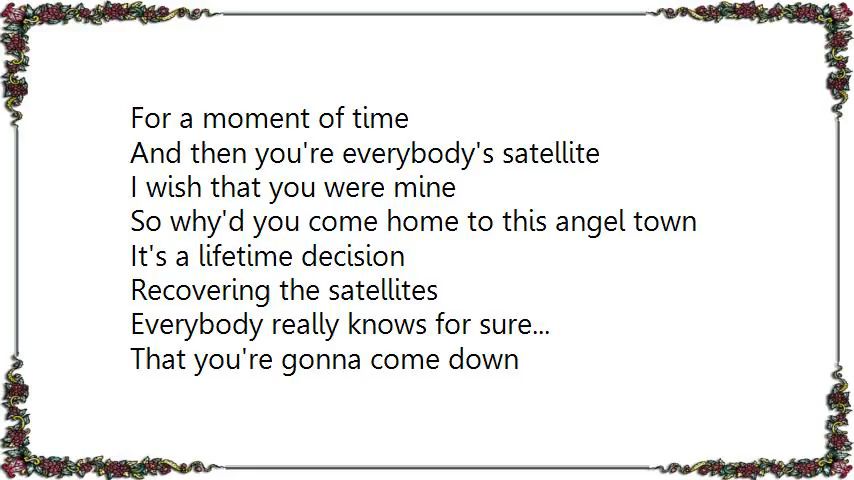 For a moment of time
And then you're everybody's satellite
I wish that you were mine
So why'd you come home to this angel town
It's a lifetime decision
Recovering the satellites
Everybody really knows for sure...
That you're gonna come down